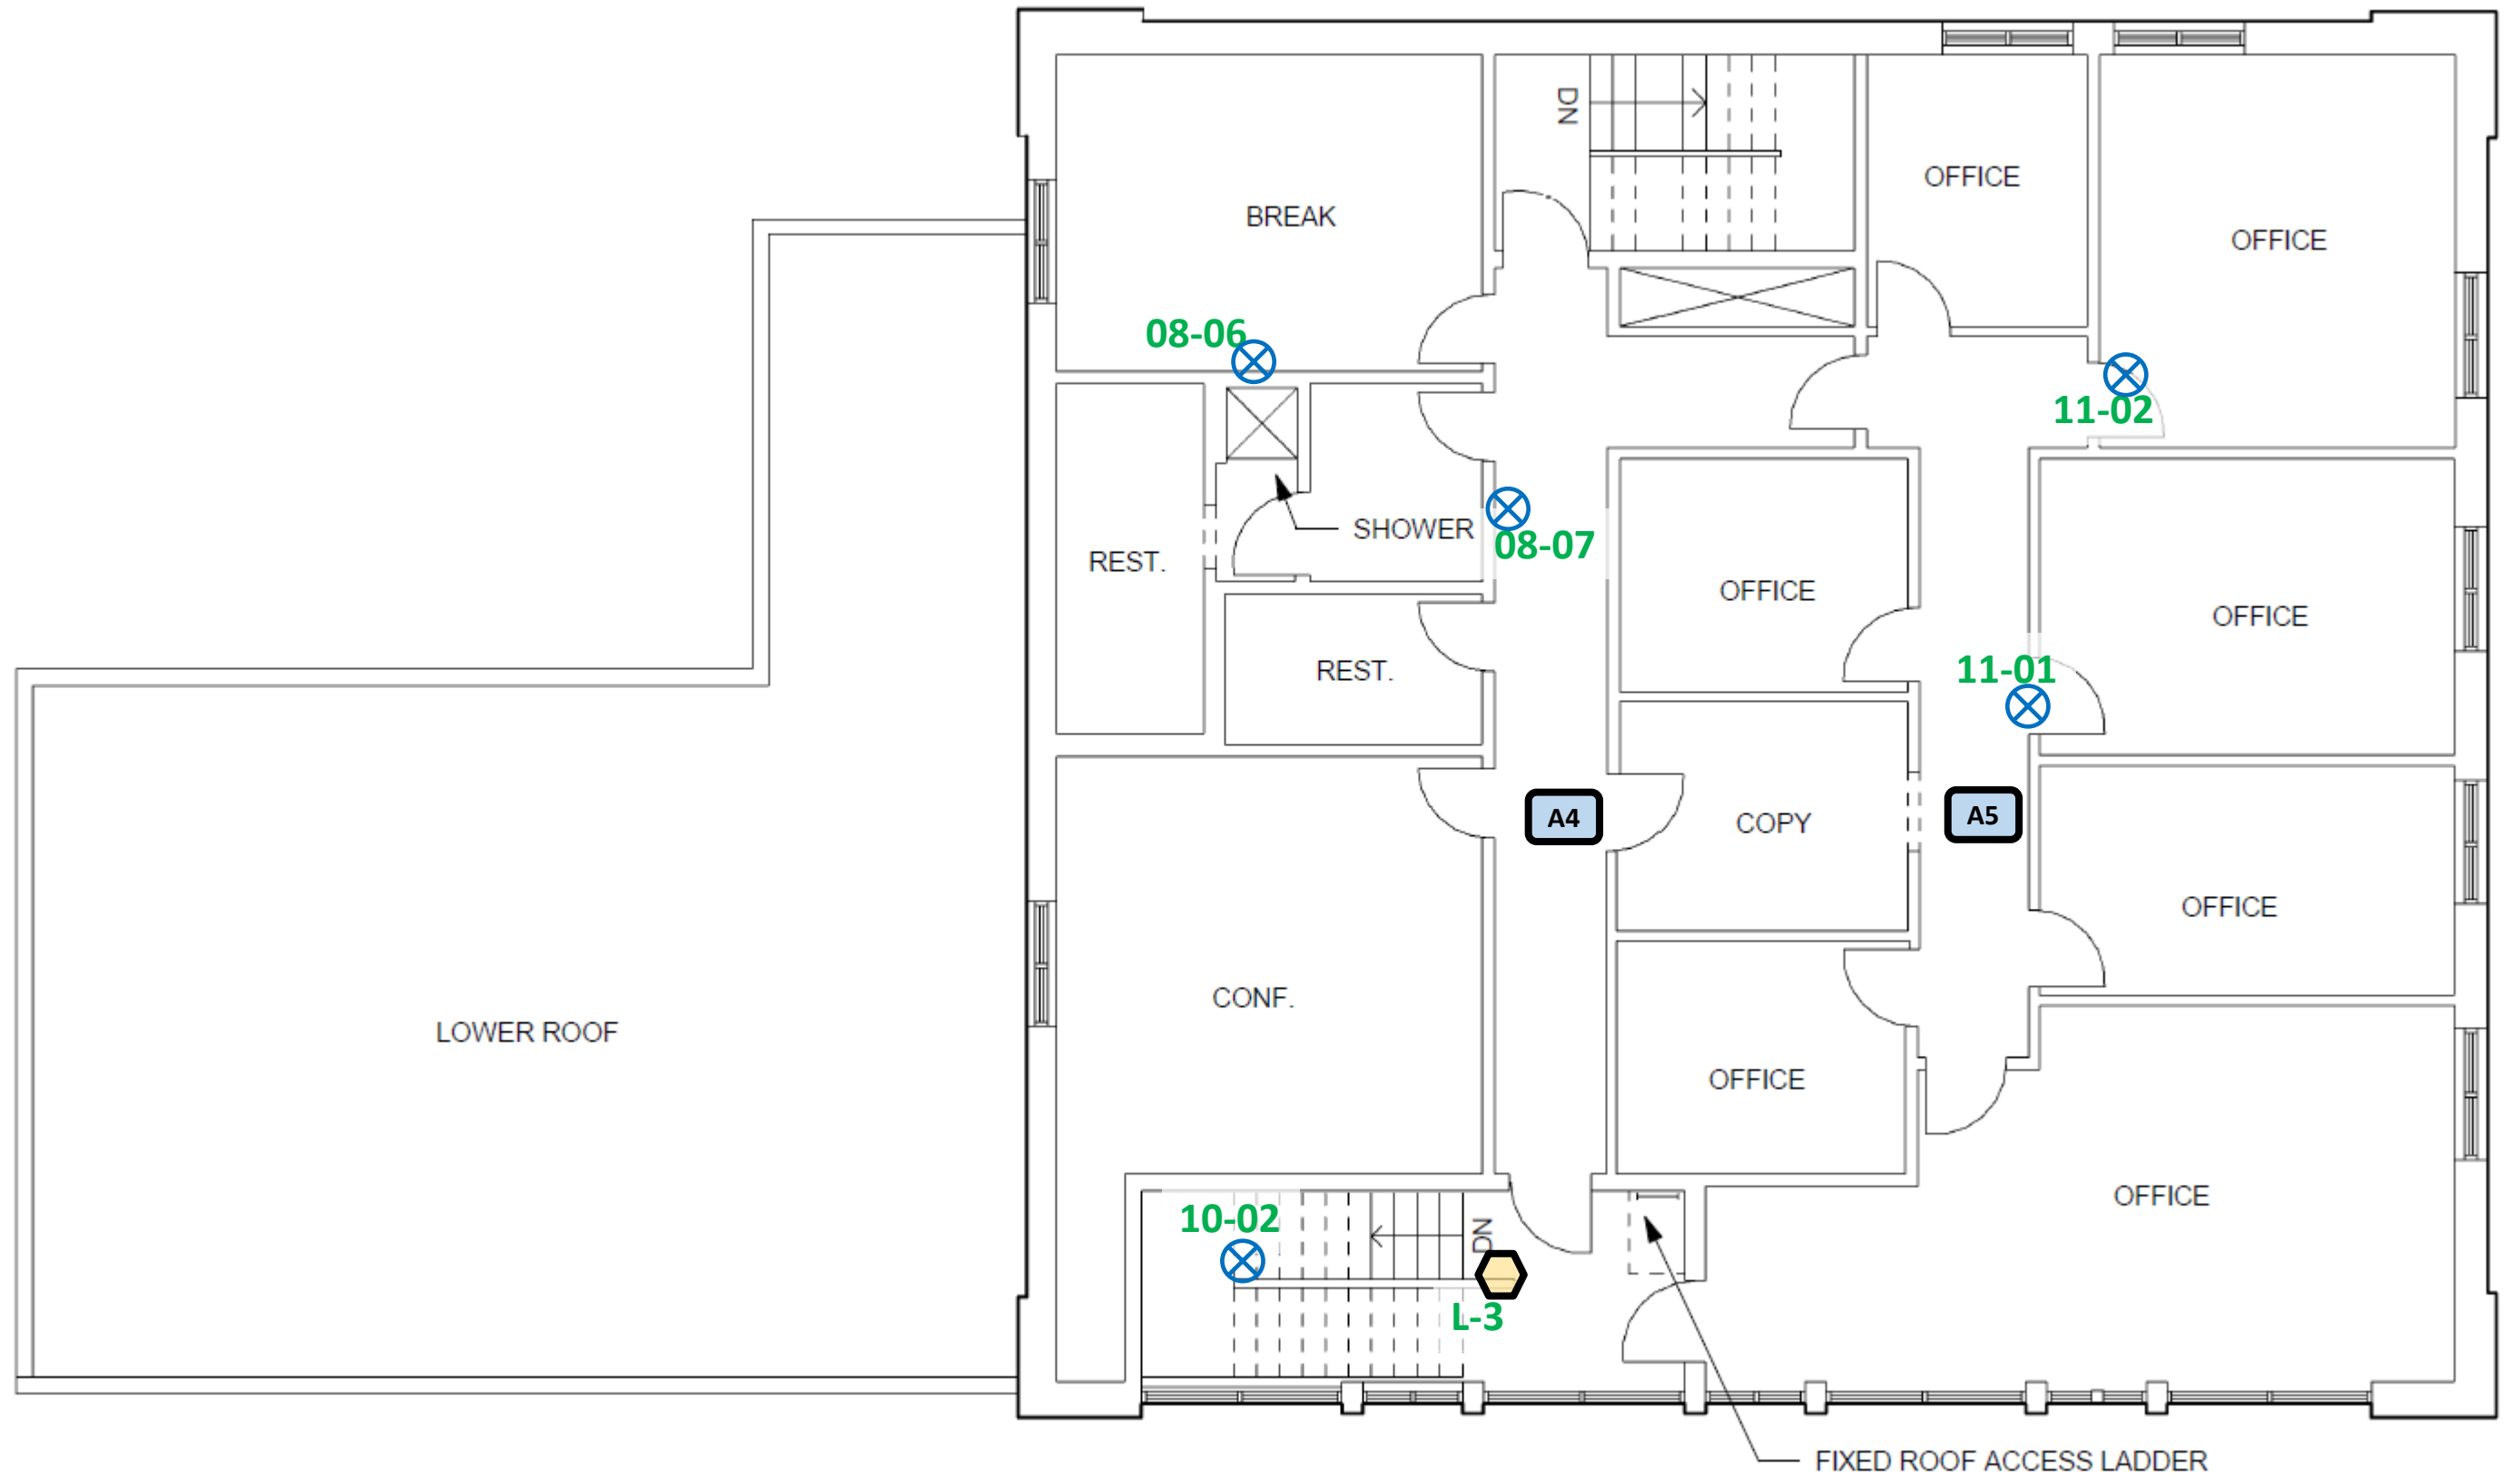 DN
OFFICE
BREAK
OFFICE
08-06
11-02
SHOWER
08-07
REST.
OFFICE
OFFICE
REST.
11-01
A4
COPY
A5
OFFICE
CONF.
LOWER ROOF
OFFICE
OFFICE
10-02
DN
L-3
FIXED ROOF ACCESS LADDER